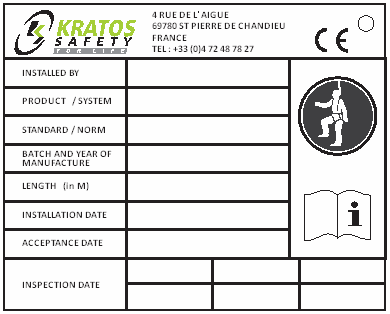 KRATOS
SAFETY
FOR LIFE
4 RUE DE L'AIGUE
69780 ST PIERRE DE CHANDIEU
FRANCE
TEL : +33 (0)4 72 48 78 27
CE
INSTALLED BY
PRODUCT / SYSTEM
STANDARD / NORM
BATCH AND YEAR OF
MANUFACTURE
LENGTH (in M)
i
INSTALLATION DATE
ACCEPTANCE DATE
INSPECTION DATE